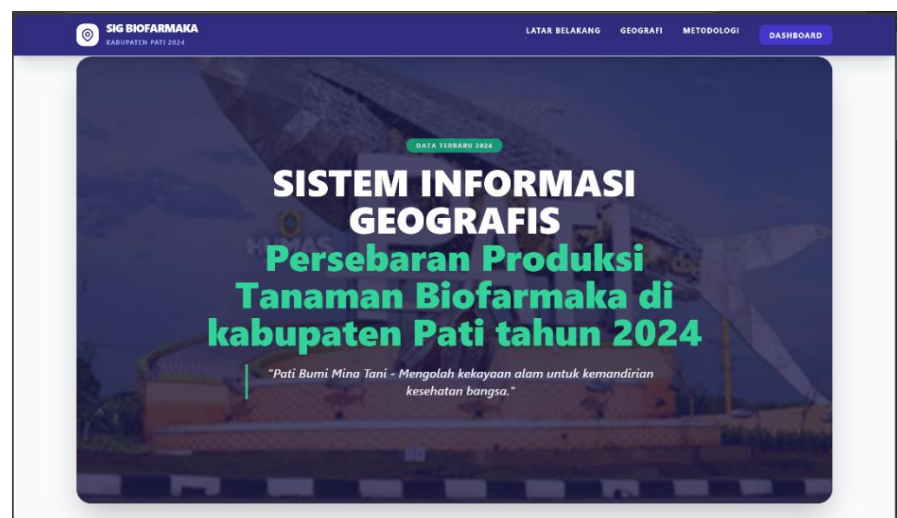 SIG BIOFARMAKA
KABUPATEN PATI 2024
LATAR BELAKANG
GEOGRAFI
METODOLOGI
DASHBOARD
DATA TERBARU 2024
SISTEM INFORMASI
GEOGRAFIS
Persebaran Produksi
Tanaman Biofarmaka di
kabupaten Pati tahun 2024
"Pati Bumi Mina Tani - Mengolah kekayaan alam untuk kemandirian
kesehatan bangsa."